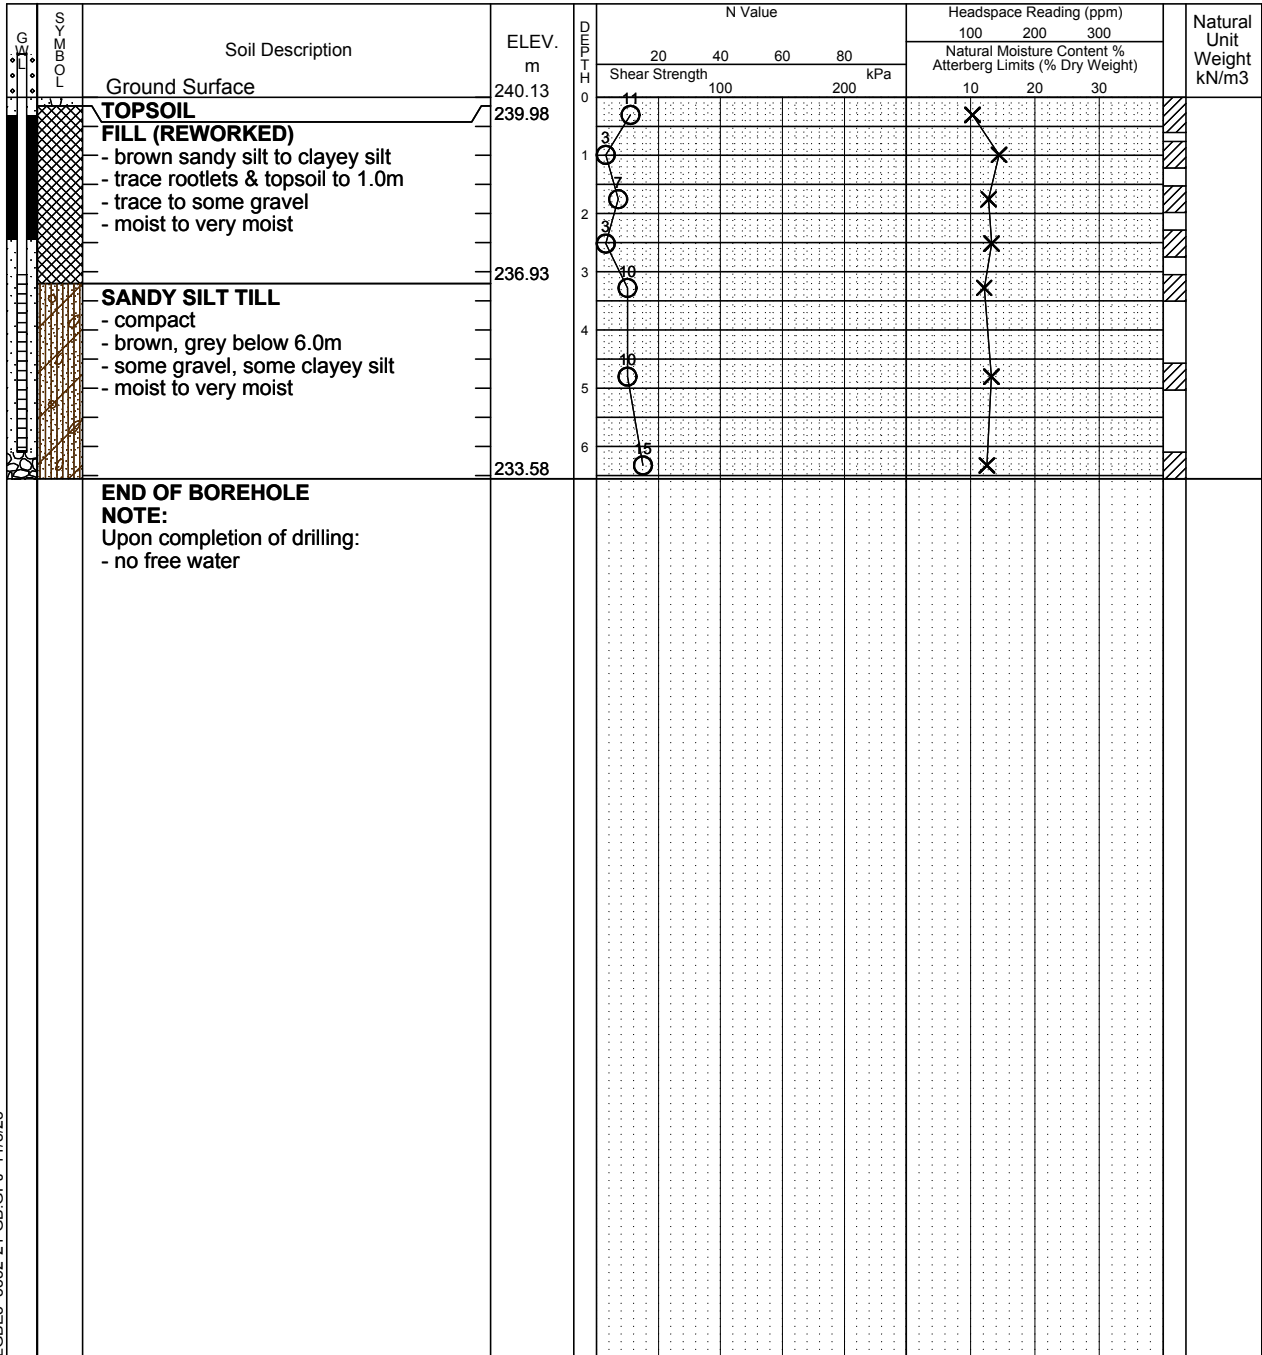 GWL
SYMBOL
Soil Description
ELEV.
m
DEPTH
N Value
20 40 60 80
Shear Strength kPa
100 200
Headspace Reading (ppm)
100 200 300
Natural Moisture Content %
Atterberg Limits (% Dry Weight)
10 20 30
Natural
Unit
Weight
kN/m3
Ground Surface 240.13 0
TOPSOIL 239.98 11
FILL (REWORKED)
- brown sandy silt to clayey silt 3
1
- trace rootlets & topsoil to 1.0m
- trace to some gravel 7
2
- moist to very moist 3
236.93 3 10
SANDY SILT TILL
- compact
4
- brown, grey below 6.0m
- some gravel, some clayey silt 10
- moist to very moist 5
6 15
233.58
END OF BOREHOLE
NOTE:
Upon completion of drilling:
- no free water